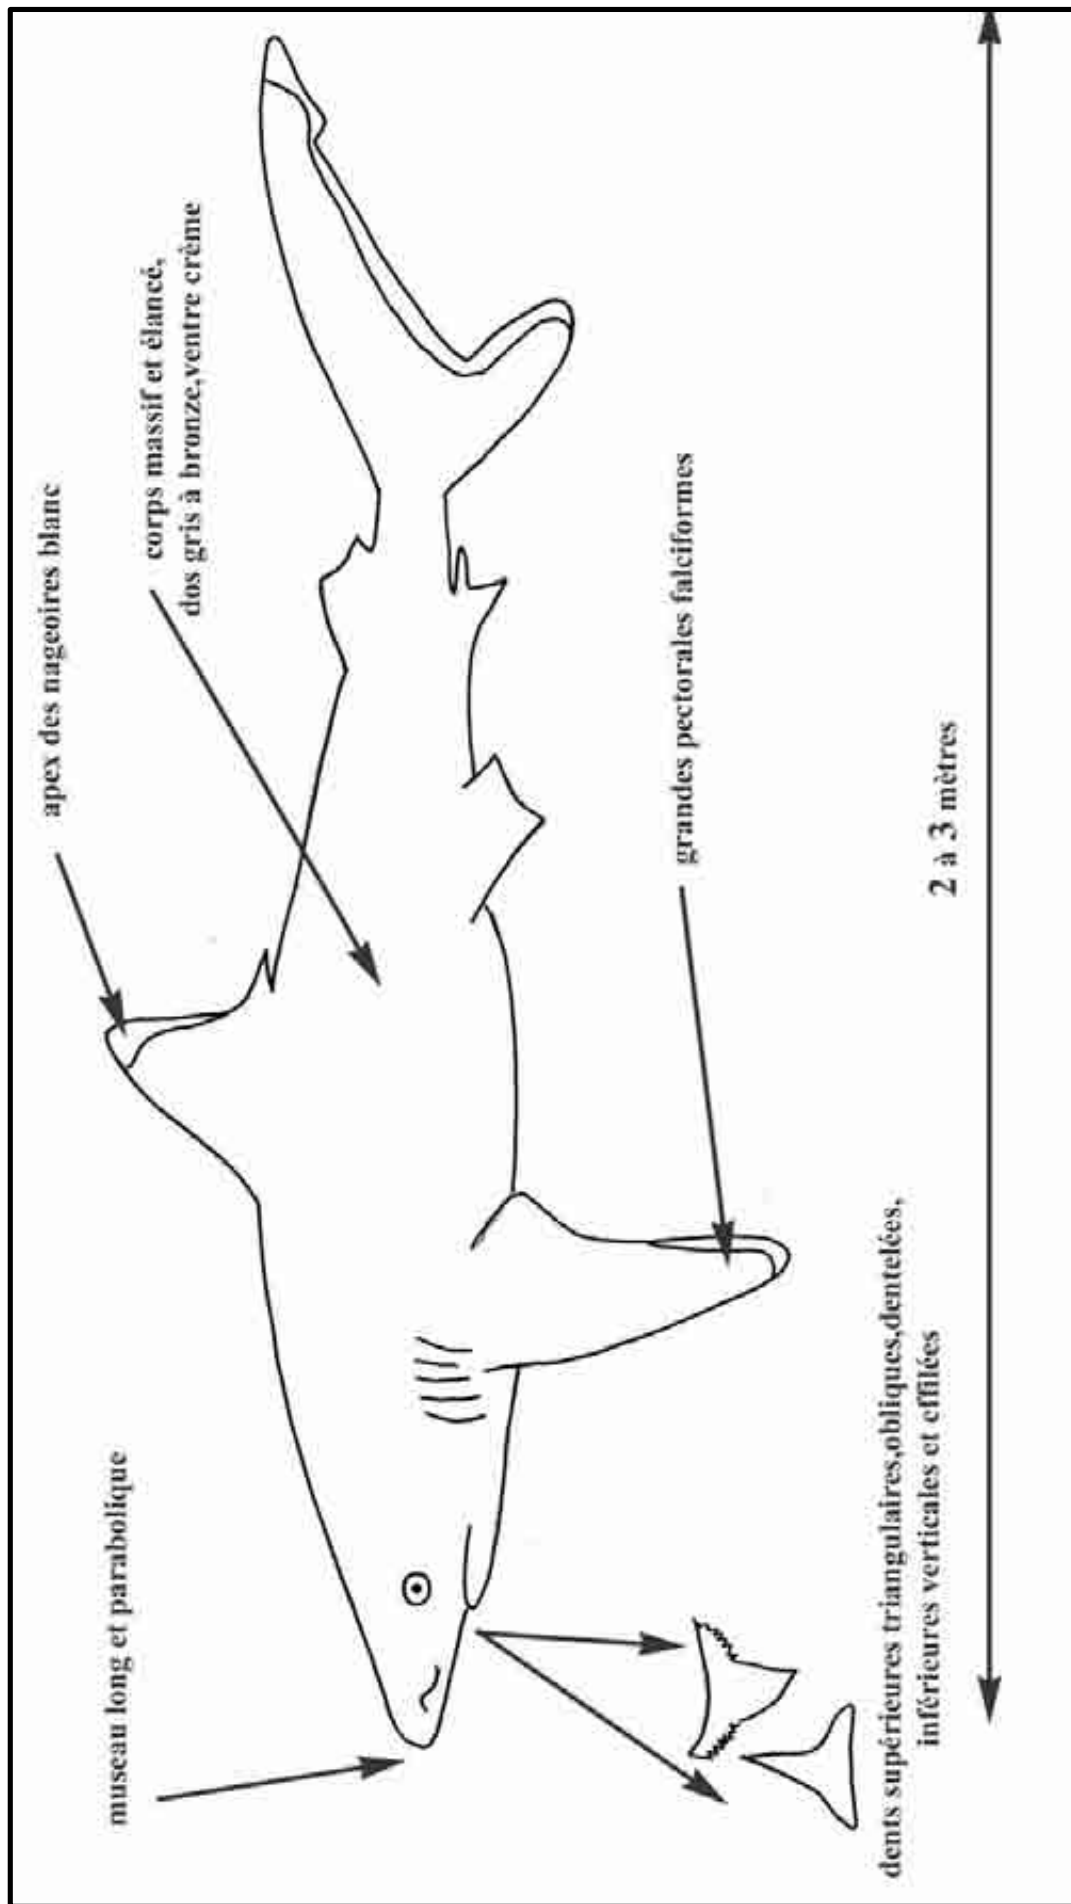 museau long et parabolique
apex des nageoires blanc
corps massif et élancé,
dos gris à bronze,ventre crème
grandes pectorales falciformes
dents supérieures triangulaires,obliques,dentelées,
inférieures verticales et effilées
2 à 3 mètres